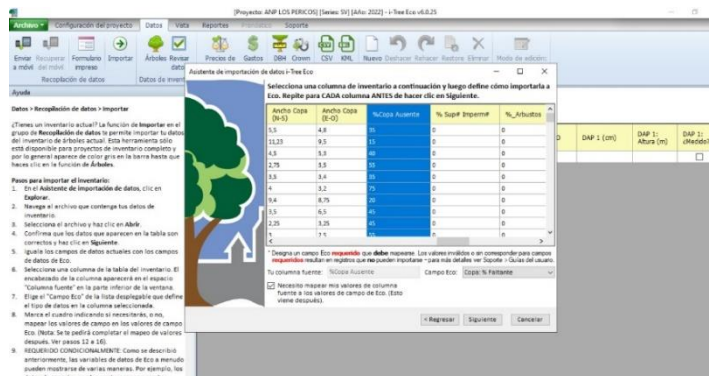 [Proyecto: ANP LOS PERICOS] [Series: SV] [Año: 2022] - i-Tree Eco v6.0.25
Archivo Configuración del proyecto Datos Vista Reportes Soporte
Enviar a móvil
Recuperar del móvil
Formulario impreso
Importar
Árboles
Revisar datos
Precios de
Gastos
DBH
Crown
CSV
KML
Nuevo
Deshacer
Rehacer
Restore
Eliminar
Modo de edición
Recopilación de datos
Ayuda
Datos > Recopilación de datos > Importar
¿Tienes un inventario actual? La función de Importar en el
grupo de Recopilación de datos te permite importar tu datos
del inventario de árboles actual. Esta herramienta sólo
está disponible para proyectos de inventario completo y
por lo general aparece de color gris en la barra hasta que
haces clic en la función de Árboles.
Pasos para importar el inventario:
1. En el Asistente de importación de datos, clic en
Explorar.
2. Navega al archivo que contenga tus datos de
inventario.
3. Selecciona el archivo y haz clic en Abrir.
4. Confirma que los datos que aparecen en la tabla son
correctos y haz clic en Siguiente.
5. Iguala los campos de datos actuales con los campos
de datos de Eco.
6. Selecciona una columna de la tabla del inventario. El
encabezado de la columna aparecerá en el espacio
"Columna fuente" en la parte inferior de la ventana.
7. Elige el "Campo Eco" de la lista desplegable que define
el tipo de datos en la columna seleccionada.
8. Marca el cuadro indicando si necesitarás, o no,
mapear los valores de campo en los valores de campo
Eco. (Nota: Se te pedirá completar el mapeo de valores
después. Ver pasos 12 a 16).
9. REQUERIDO CONDICIONALMENTE: Como se describió
anteriormente, las variables de datos de Eco a menudo
pueden mostrarse de varias maneras. Por ejemplo, los
Asistente de importación de datos i-Tree Eco
Selecciona una columna de inventario a continuación y luego define cómo importarla a
Eco. Repite para CADA columna ANTES de hacer clic en Siguiente.
Ancho Copa (N-S) Ancho Copa (E-O) %Copa Ausente % Sup# Imperm# %_Arbustos
5,5 4,8 35 0 0
11,23 9,5 15 0 0
4,5 5,3 40 0 0
2,75 3,5 55 0 0
3,5 3,4 35 0 0
4 3,2 75 0 0
9,4 8,75 20 0 0
3,5 6,5 45 0 0
2,25 3,25 45 0 0
* Designa un campo Eco requerido que debe mapearse. Los valores inválidos o sin corresponder para campos
requeridos resultan en registros que no pueden importarse - para más detalles ver Soporte > Guías del usuario.
Tu columna fuente: %Copa Ausente Campo Eco: Copa: % Faltante
Necesito mapear mis valores de columna
fuente a los valores de campo de Eco. (Esto
viene después).
< Regresar Siguiente Cancelar
DAP 1 (cm) DAP 1: Altura (m) DAP 1: ¿Medido?